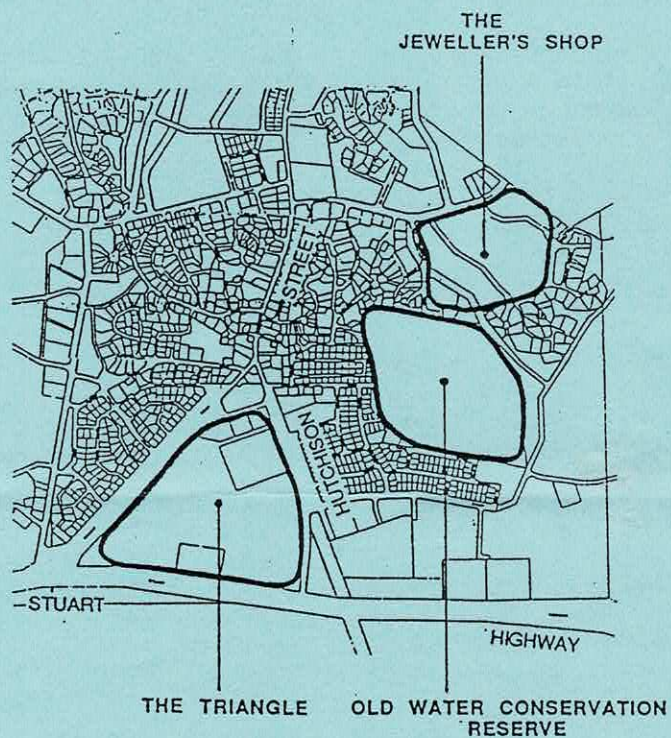 THE
JEWELLER'S SHOP
STREET
HUTCHISON
STUART
HIGHWAY
THE TRIANGLE
OLD WATER CONSERVATION
RESERVE